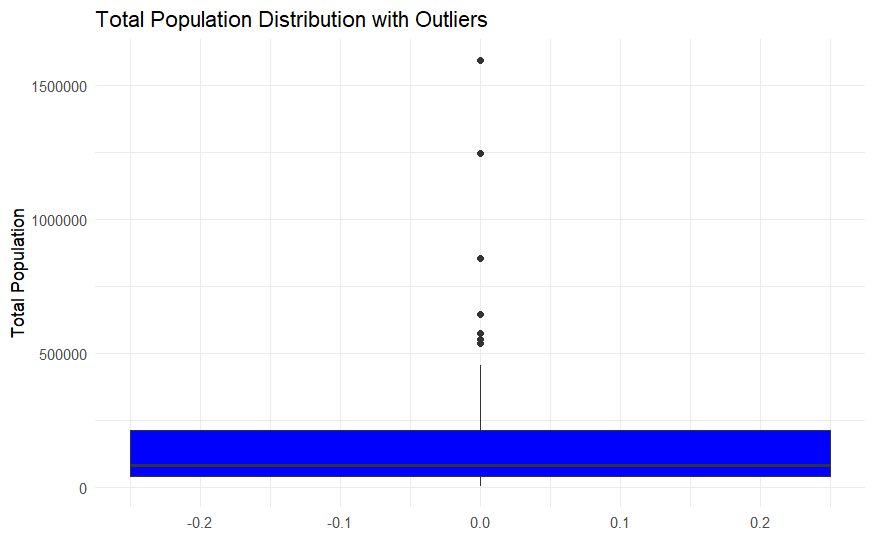 Total Population Distribution with Outliers
Total Population
1500000
1000000
500000
0
-0.2 -0.1 0.0 0.1 0.2